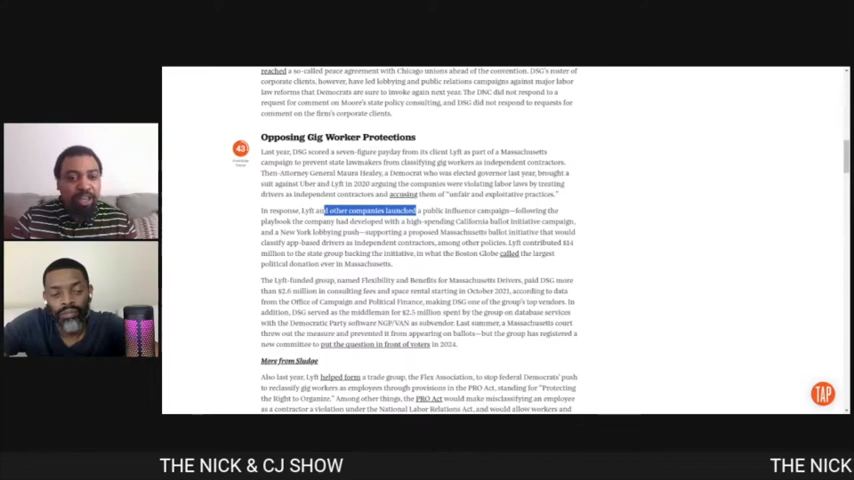 reached a so-called peace agreement with Chicago unions ahead of the convention. DSG's roster of
corporate clients, however, have led lobbying and public relations campaigns against major labor
law reforms that Democrats are sure to invoke again next year. The DNC did not respond to a
request for comment on Moore's state policy consulting, and DSG did not respond to requests for
comment on the firm's corporate clients.
43
Opposing Gig Worker Protections
Last year, DSG scored a seven-figure payday from its client Lyft as part of a Massachusetts
campaign to prevent state lawmakers from classifying gig workers as independent contractors.
Then-Attorney General Maura Healey, a Democrat who was elected governor last year, brought a
suit against Uber and Lyft in 2020 arguing the companies were violating labor laws by treating
drivers as independent contractors and accusing them of "unfair and exploitative practices."
In response, Lyft and other companies launched a public influence campaign—following the
playbook the company had developed with a high-spending California ballot initiative campaign,
and a New York lobbying push—supporting a proposed Massachusetts ballot initiative that would
classify app-based drivers as independent contractors, among other policies. Lyft contributed $14
million to the state group backing the initiative, in what the Boston Globe called the largest
political donation ever in Massachusetts.
The Lyft-funded group, named Flexibility and Benefits for Massachusetts Drivers, paid DSG more
than $2.6 million in consulting fees and space rental starting in October 2021, according to data
from the Office of Campaign and Political Finance, making DSG one of the group's top vendors. In
addition, DSG served as the middleman for $2.5 million spent by the group on database services
with the Democratic Party software NGP/VAN as subvendor. Last summer, a Massachusetts court
threw out the measure and prevented it from appearing on ballots—but the group has registered a
new committee to put the question in front of voters in 2024.
More from Sludge
Also last year, Lyft helped form a trade group, the Flex Association, to stop federal Democrats' push
to reclassify gig workers as employees through provisions in the PRO Act, standing for "Protecting
the Right to Organize." Among other things, the PRO Act would make misclassifying an employee
as a contractor a violation under the National Labor Relations Act, and would allow workers and
TAP
THE NICK & CJ SHOW
THE NICK